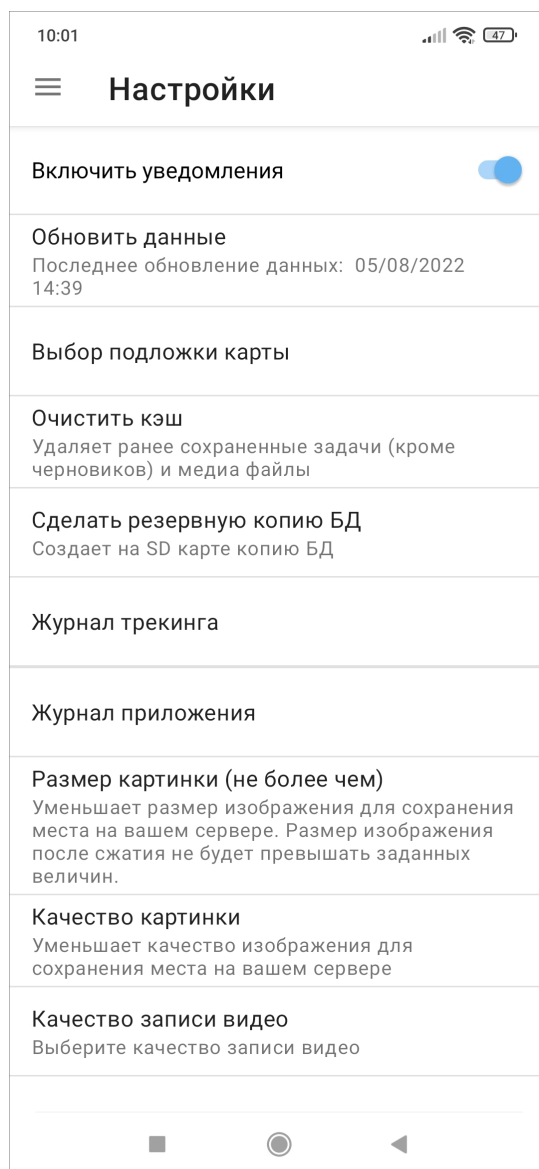 10:01
47
Настройки
Включить уведомления
Обновить данные
Последнее обновление данных: 05/08/2022
14:39
Выбор подложки карты
Очистить кэш
Удаляет ранее сохраненные задачи (кроме
черновиков) и медиа файлы
Сделать резервную копию БД
Создает на SD карте копию БД
Журнал трекинга
Журнал приложения
Размер картинки (не более чем)
Уменьшает размер изображения для сохранения
места на вашем сервере. Размер изображения
после сжатия не будет превышать заданных
величин.
Качество картинки
Уменьшает качество изображения для
сохранения места на вашем сервере
Качество записи видео
Выберите качество записи видео